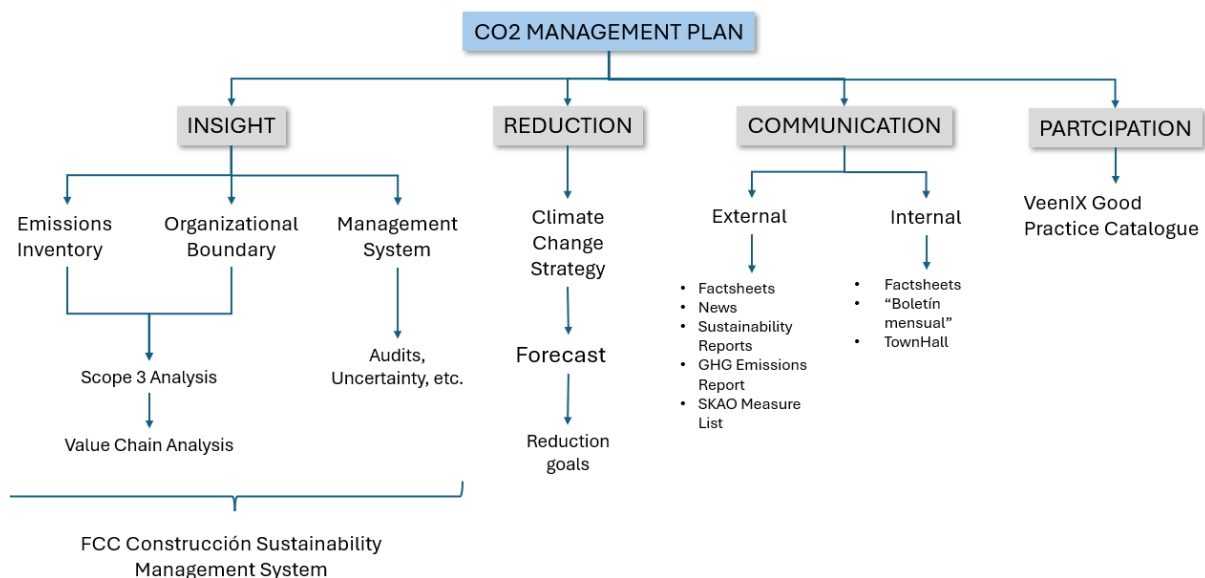 CO2 MANAGEMENT PLAN
INSIGHT
REDUCTION
COMMUNICATION
PARTCIPATION
Emissions
Inventory
Organizational
Boundary
Management
System
Climate
Change
Strategy
External
Internal
VeenIX Good
Practice Catalogue
• Factsheets
• News
• Sustainability
Reports
• GHG Emissions
Report
• SKAO Measure
List
• Factsheets
• “Boletín
mensual”
• TownHall
Scope 3 Analysis
Audits,
Uncertainty, etc.
Forecast
Value Chain Analysis
Reduction
goals
FCC Construcción Sustainability
Management System